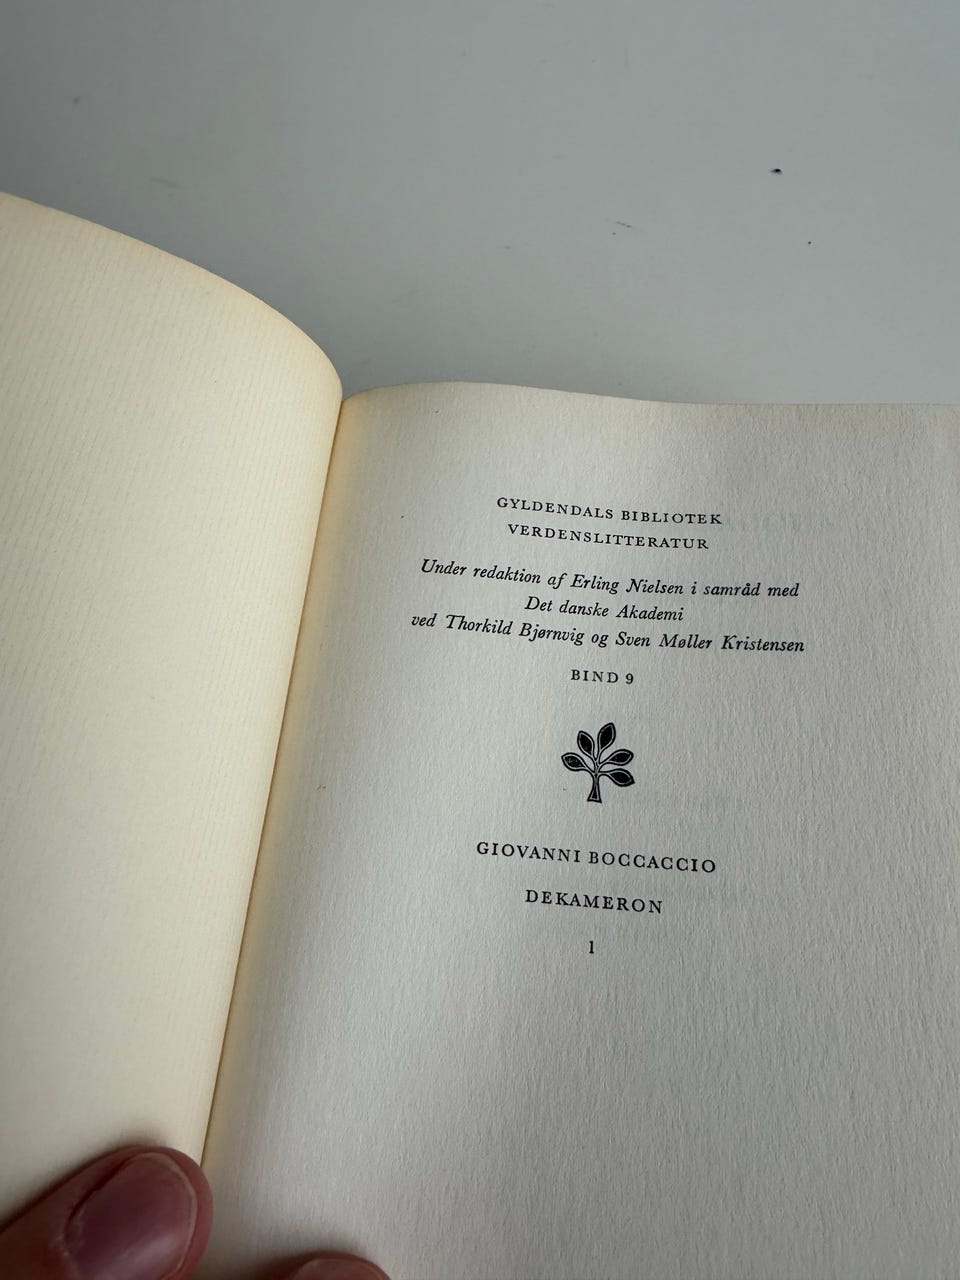 GYLDENDALS BIBLIOTEK
VERDENSLITTERATUR
Under redaktion af Erling Nielsen i samråd med
Det danske Akademi
ved Thorkild Bjørnvig og Sven Møller Kristensen
BIND 9
GIOVANNI BOCCACCIO
DEKAMERON
1